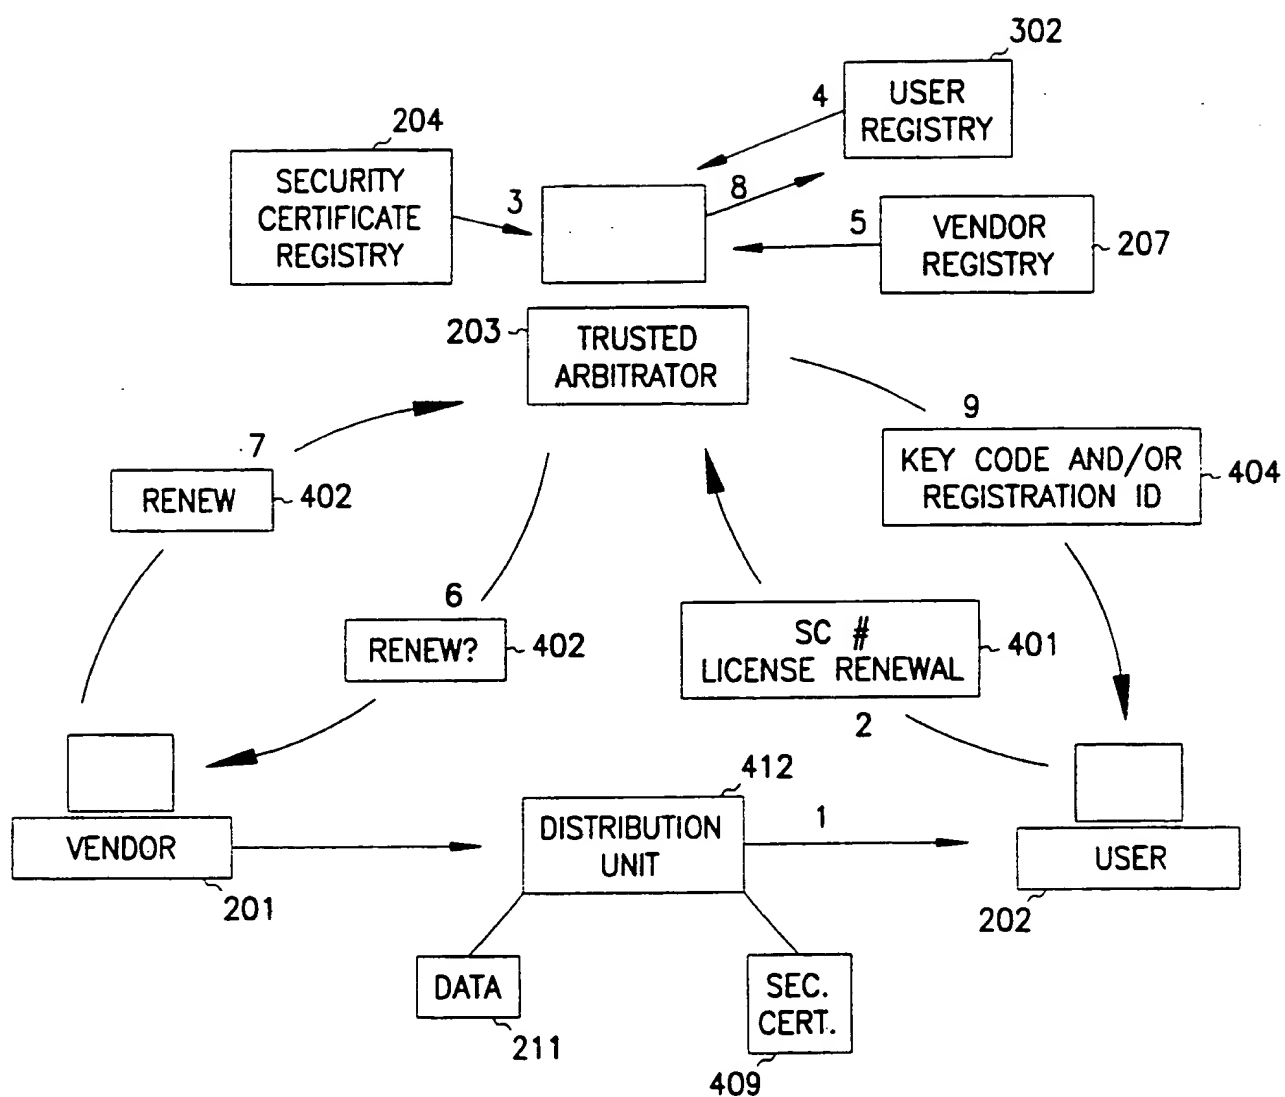 302
4
USER
REGISTRY
204
SECURITY
CERTIFICATE
REGISTRY
3
8
5
VENDOR
REGISTRY
207
203
TRUSTED
ARBITRATOR
9
7
RENEW
402
KEY CODE AND/OR
REGISTRATION ID
404
6
RENEW?
402
SC #
LICENSE RENEWAL
401
2
412
VENDOR
201
DISTRIBUTION
UNIT
1
USER
202
DATA
211
SEC.
CERT.
409